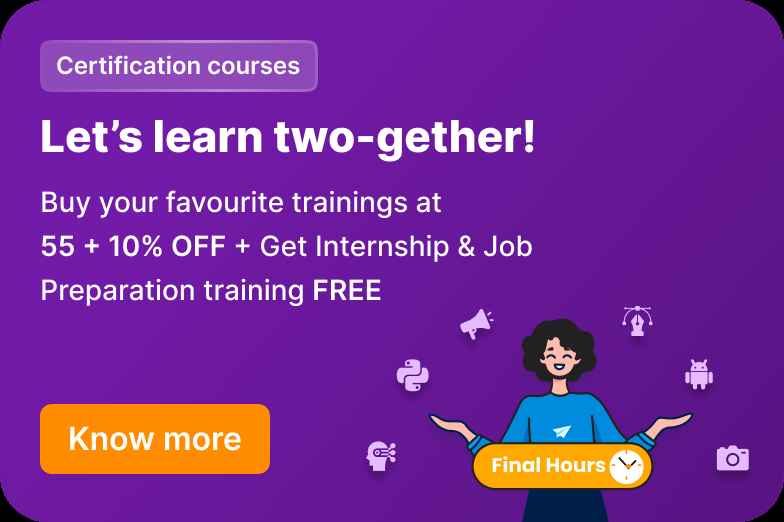 Certification courses
Let's learn two-gether!
Buy your favourite trainings at
55 + 10% OFF + Get Internship & Job
Preparation training FREE
Know more
Final Hours